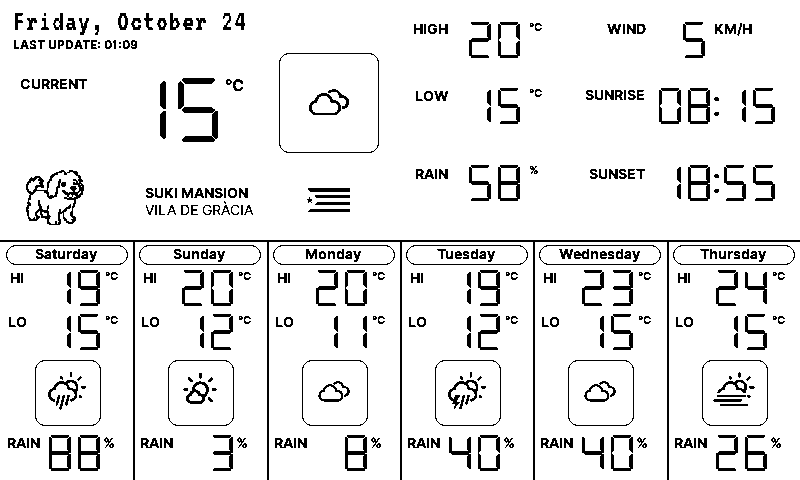 Friday, October 24
LAST UPDATE: 01:09
CURRENT 15 °C
SUKI MANSION
VILA DE GRÀCIA
HIGH 20 °C
LOW 15 °C
RAIN 58 %
WIND 5 KM/H
SUNRISE 08:15
SUNSET 18:55
Saturday
HI 19 °C
LO 15 °C
RAIN 88 %
Sunday
HI 20 °C
LO 12 °C
RAIN 3 %
Monday
HI 20 °C
LO 11 °C
RAIN 8 %
Tuesday
HI 19 °C
LO 12 °C
RAIN 40 %
Wednesday
HI 23 °C
LO 15 °C
RAIN 40 %
Thursday
HI 24 °C
LO 15 °C
RAIN 26 %